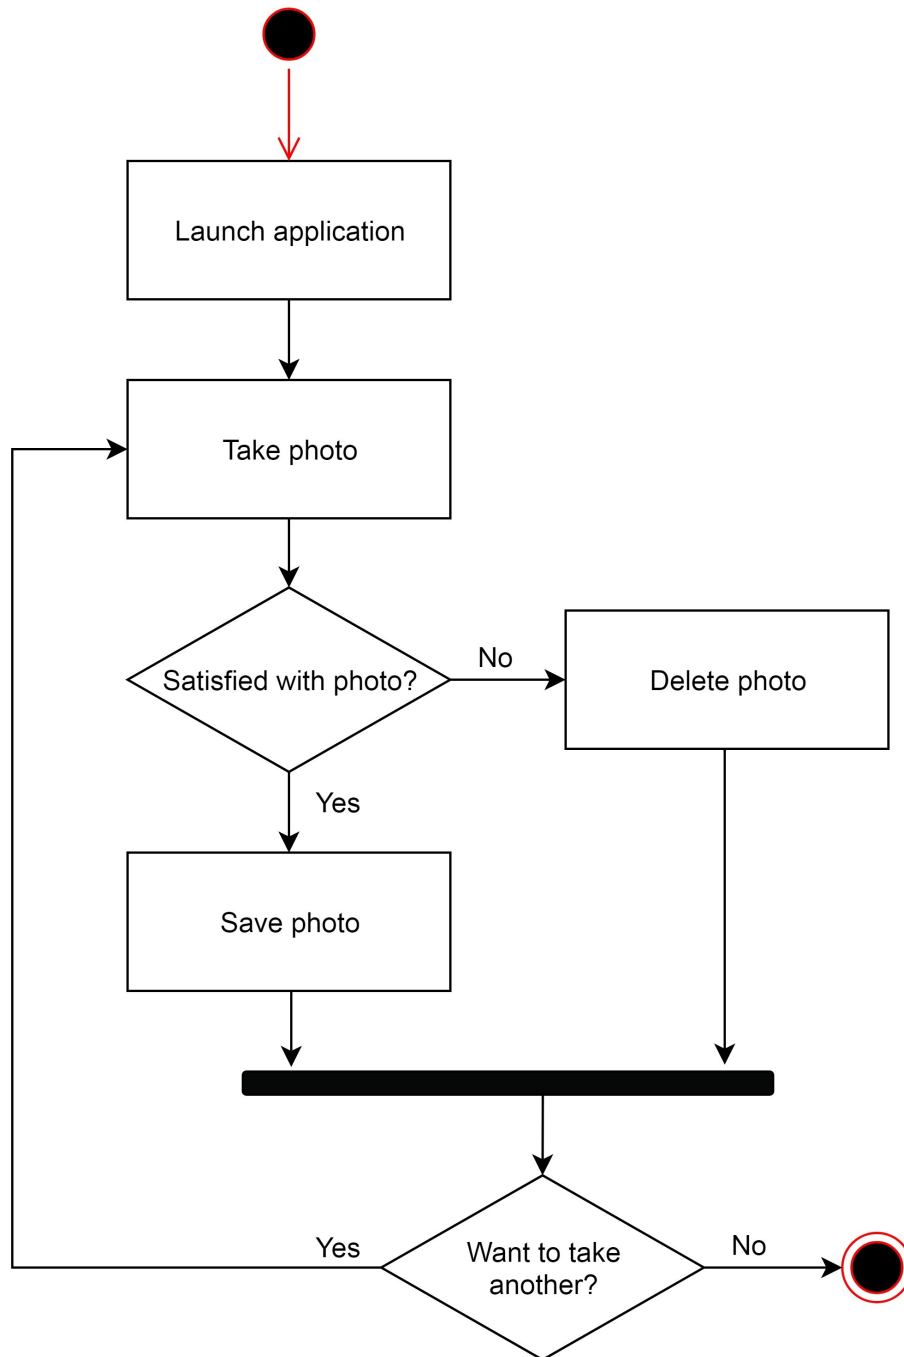 Launch application
Take photo
Satisfied with photo?
No
Delete photo
Yes
Save photo
Yes
Want to take
another?
No